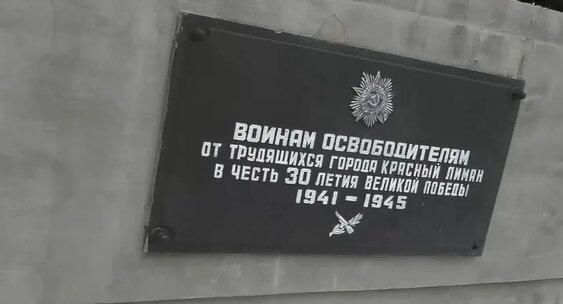 ВОИНАМ ОСВОБОДИТЕЛЯМ
ОТ ТРУДЯЩИХСЯ ГОРОДА КРАСНЫЙ ЛИМАН
В ЧЕСТЬ 30 ЛЕТИЯ ВЕЛИКОЙ ПОБЕДЫ
1941 - 1945